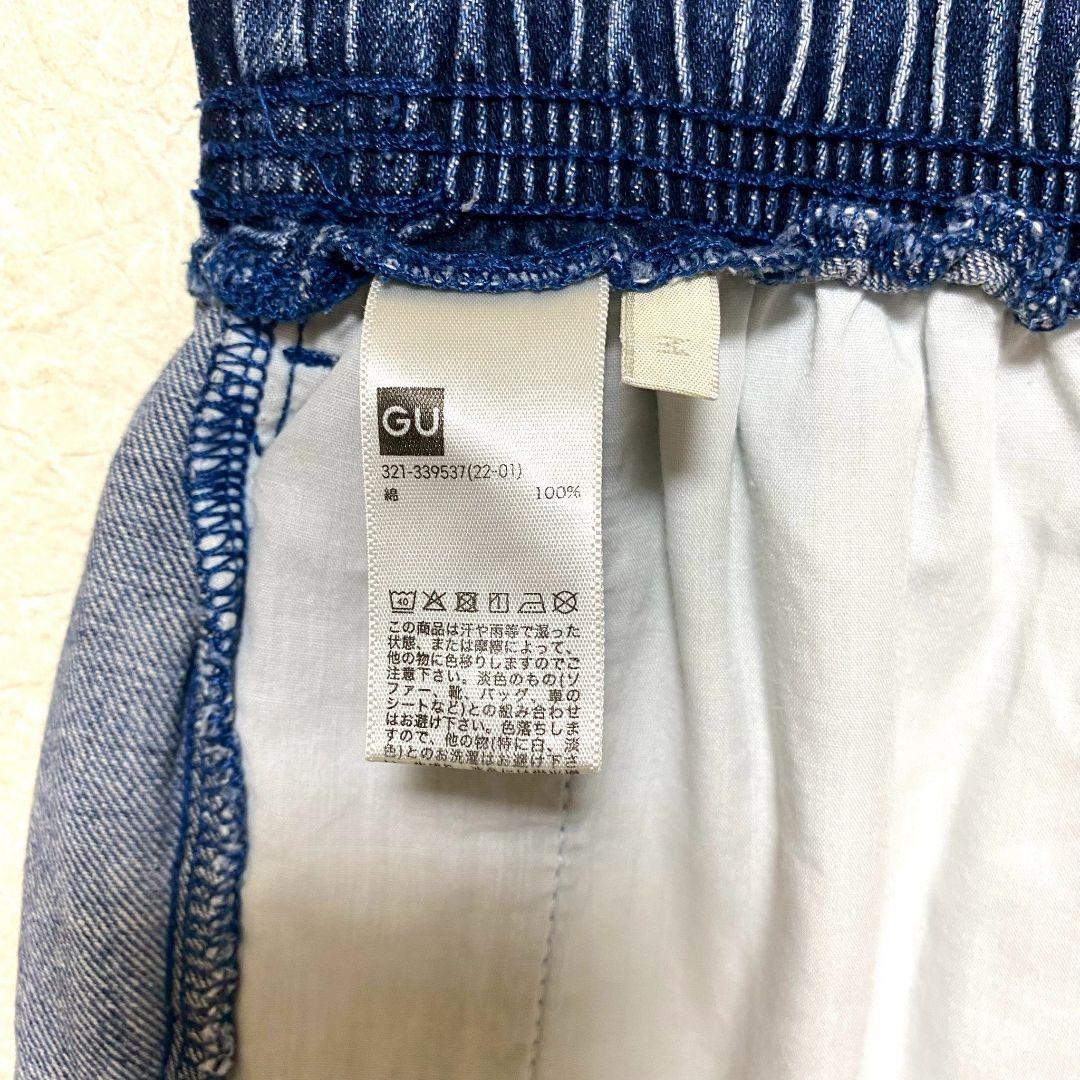 GU
321-339537(22-01)
綿 100%
40
この商品は汗や雨等で湿った
状態、または摩擦によって、
他の物に色移りしますのでご
注意下さい。淡色のもの(ソ
ファー、靴、バッグ、車の
シートなど)との組み合わせ
はお避け下さい。色落ちしま
すので、他の物(特に白、淡
色)とのお洗濯はお避け下さ